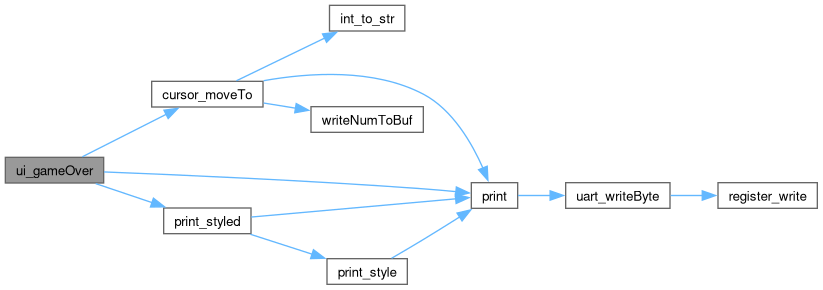 int_to_str
cursor_moveTo
writeNumToBuf
ui_gameOver
print
uart_writeByte
register_write
print_styled
print_style